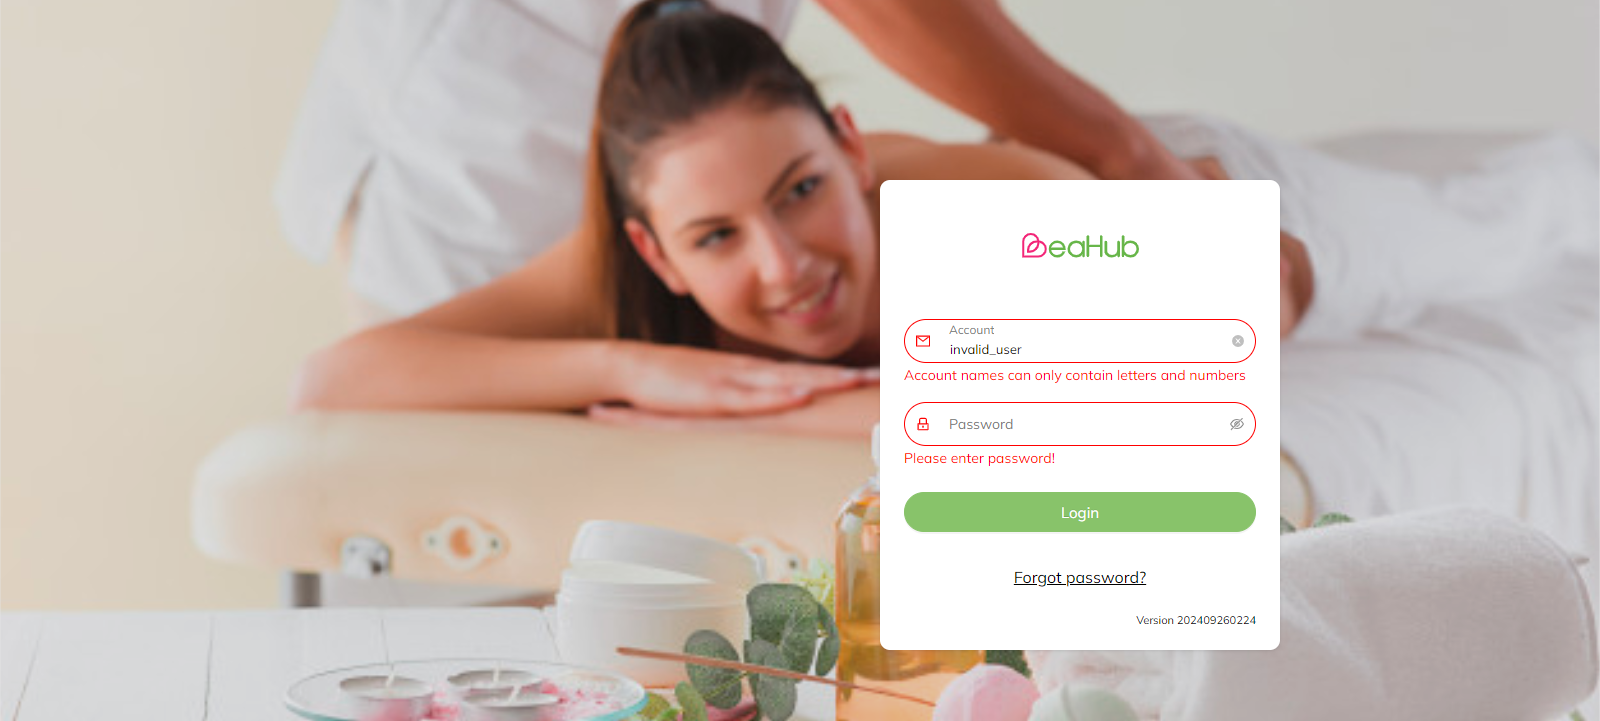 BeaHub
Account
invalid_user
Account names can only contain letters and numbers
Password
Please enter password!
Login
Forgot password?
Version 202409260224